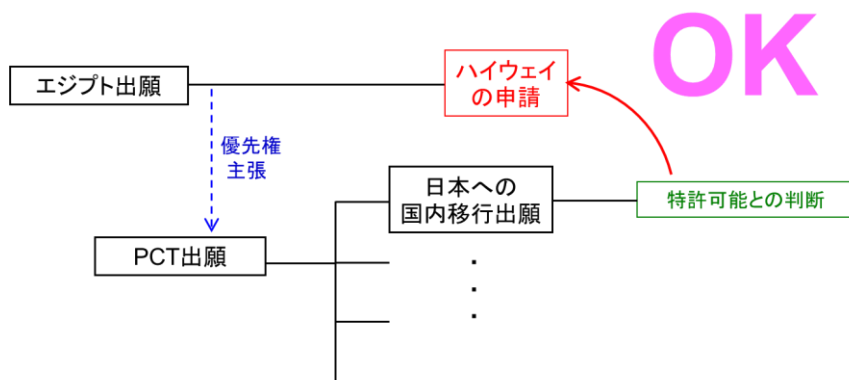 OK
エジプト出願
ハイウェイ
の申請
優先権
主張
日本への
国内移行出願
特許可能との判断
PCT出願